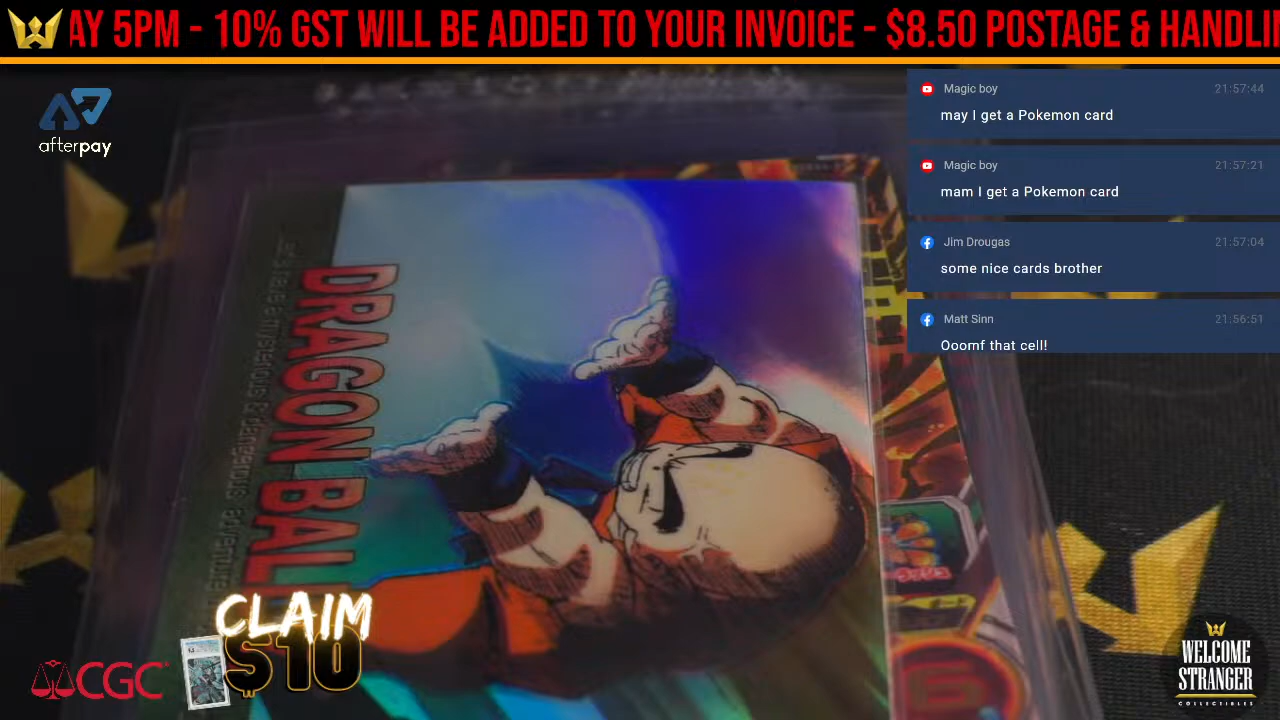 AY 5PM - 10% GST WILL BE ADDED TO YOUR INVOICE - $8.50 POSTAGE & HANDLI
afterpay
Magic boy 21:57:44
may I get a Pokemon card
Magic boy 21:57:21
mam I get a Pokemon card
Jim Drougas 21:57:04
some nice cards brother
Matt Sinn 21:56:51
Ooomf that cell!
DRAGON BALL
CLAIM
$10
CGC
WELCOME
STRANGER
COLLECTIBLES